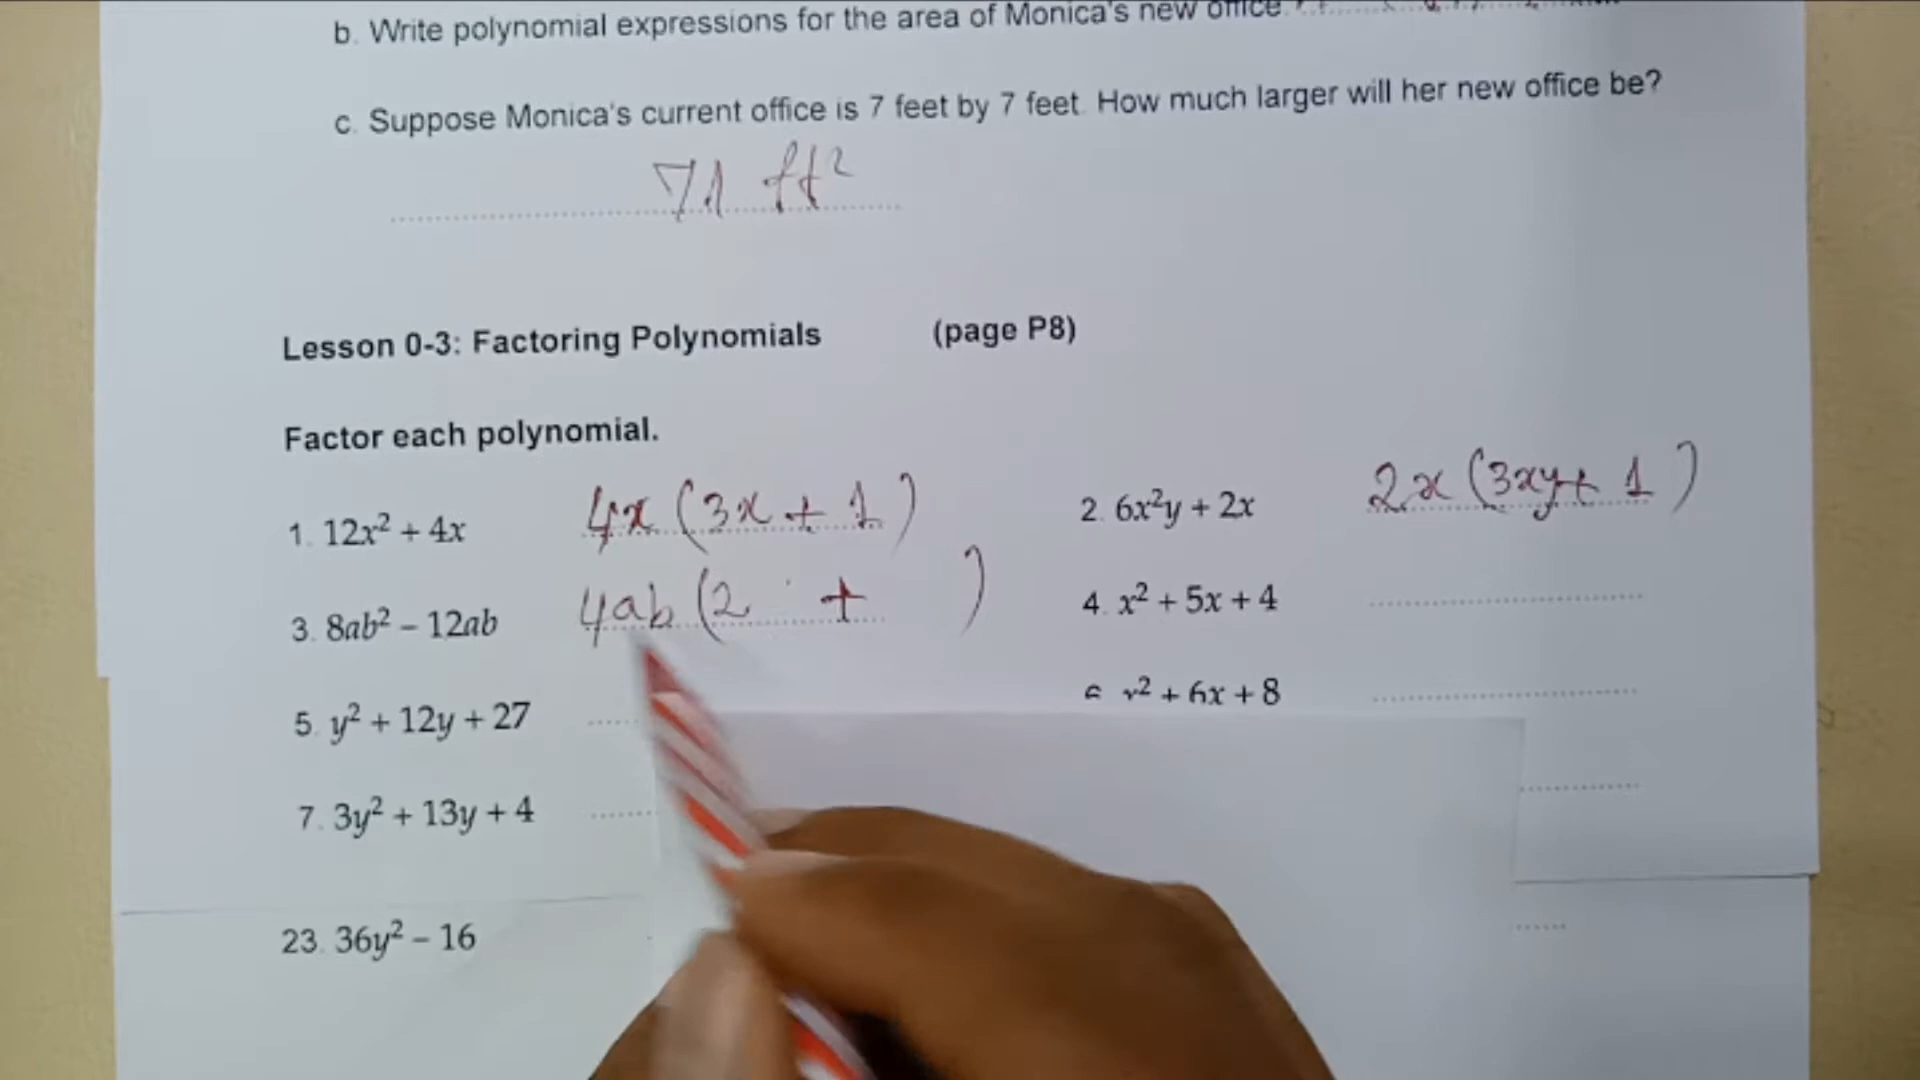 b. Write polynomial expressions for the area of Monica's new office.
c. Suppose Monica's current office is 7 feet by 7 feet. How much larger will her new office be?
71 ft²
Lesson 0-3: Factoring Polynomials (page P8)
Factor each polynomial.
1. 12x² + 4x 4x (3x + 1) 2. 6x²y + 2x 2x (3xy + 1)
3. 8ab² – 12ab 4ab (2 + ) 4. x² + 5x + 4
5. y² + 12y + 27 x² + 6x + 8
7. 3y² + 13y + 4
23. 36y² – 16